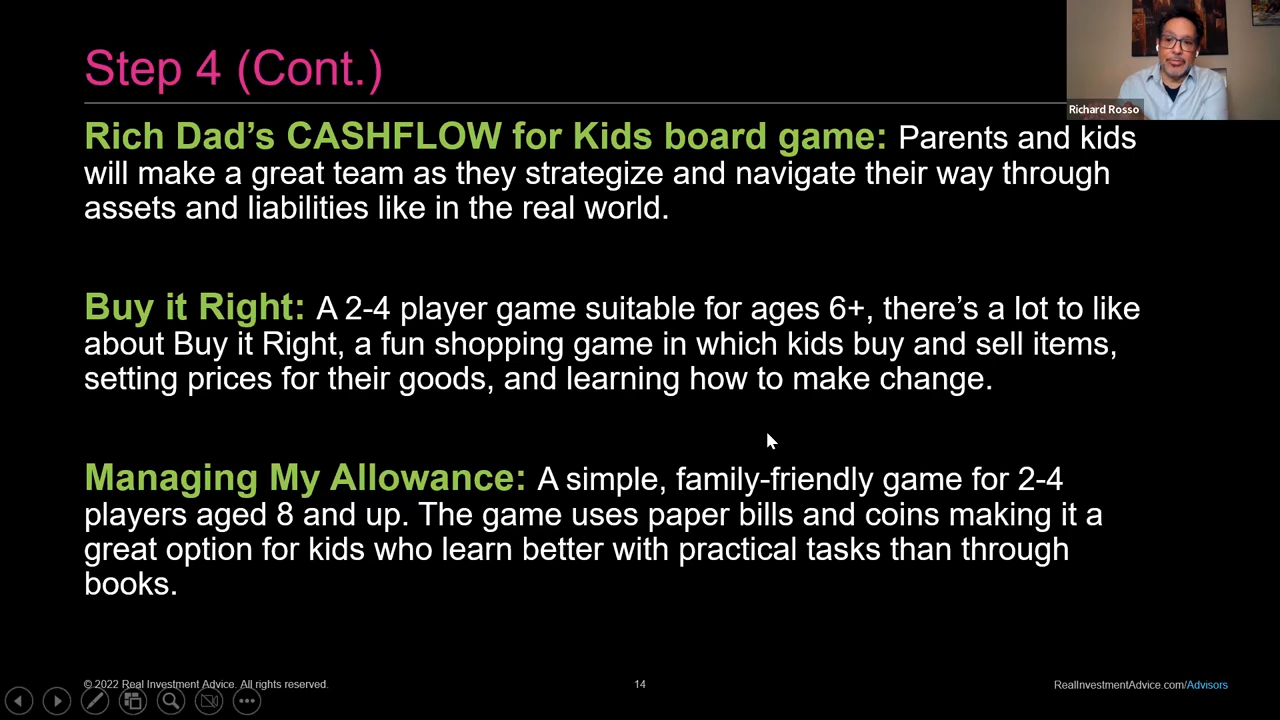 Step 4 (Cont.)
Richard Rosso
Rich Dad’s CASHFLOW for Kids board game: Parents and kids
will make a great team as they strategize and navigate their way through
assets and liabilities like in the real world.
Buy it Right: A 2-4 player game suitable for ages 6+, there’s a lot to like
about Buy it Right, a fun shopping game in which kids buy and sell items,
setting prices for their goods, and learning how to make change.
Managing My Allowance: A simple, family-friendly game for 2-4
players aged 8 and up. The game uses paper bills and coins making it a
great option for kids who learn better with practical tasks than through
books.
© 2022 Real Investment Advice. All rights reserved.
14
RealInvestmentAdvice.com/Advisors